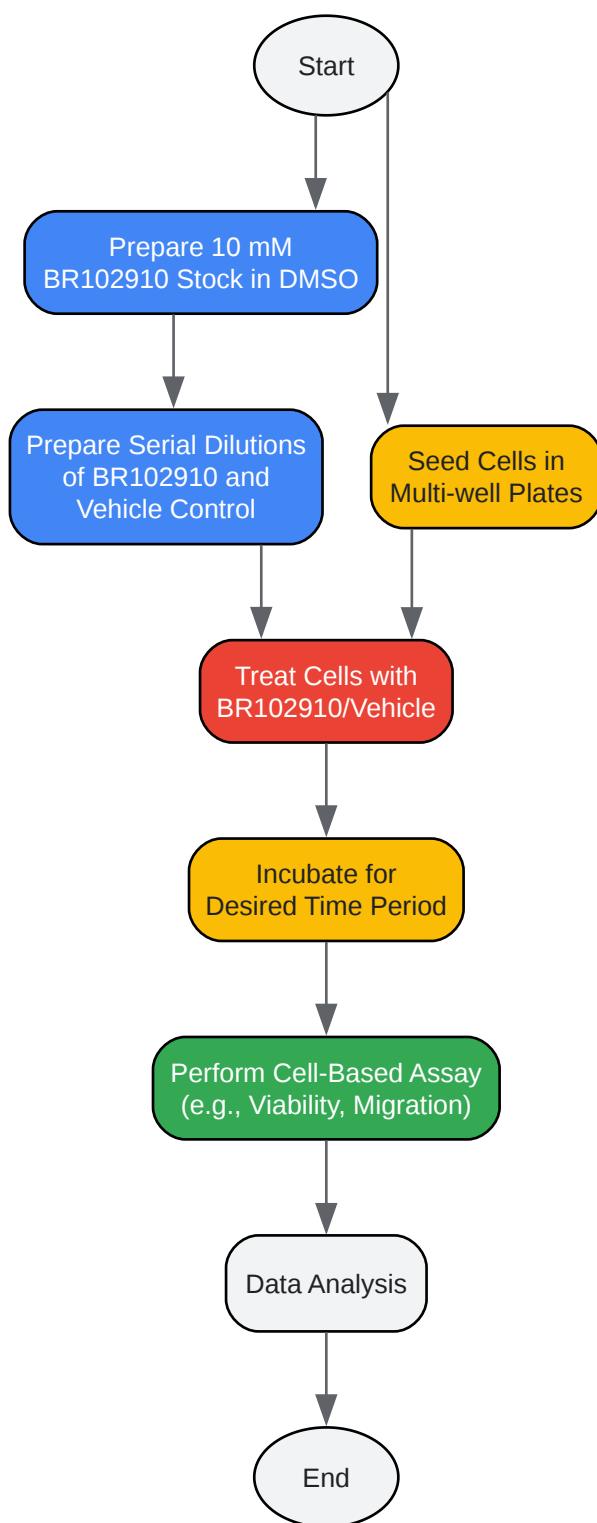 Start
Prepare 10 mM
BR102910 Stock in DMSO
Prepare Serial Dilutions
of BR102910 and
Vehicle Control
Seed Cells in
Multi-well Plates
Treat Cells with
BR102910/Vehicle
Incubate for
Desired Time Period
Perform Cell-Based Assay
(e.g., Viability, Migration)
Data Analysis
End